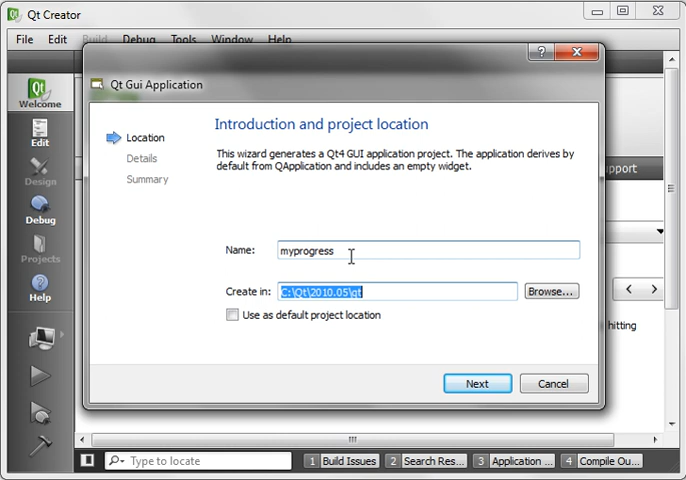 Qt Creator
File Edit Build Debug Tools Window Help
Qt Gui Application
Welcome
Edit
Design
Debug
Projects
Help
Location
Details
Summary
Introduction and project location
This wizard generates a Qt4 GUI application project. The application derives by
default from QApplication and includes an empty widget.
Name: myprogress
Create in: C:\Qt\2010.05\qt Browse...
Use as default project location
Next Cancel
upport
hitting
Type to locate 1 Build Issues 2 Search Res... 3 Application ... 4 Compile Ou...